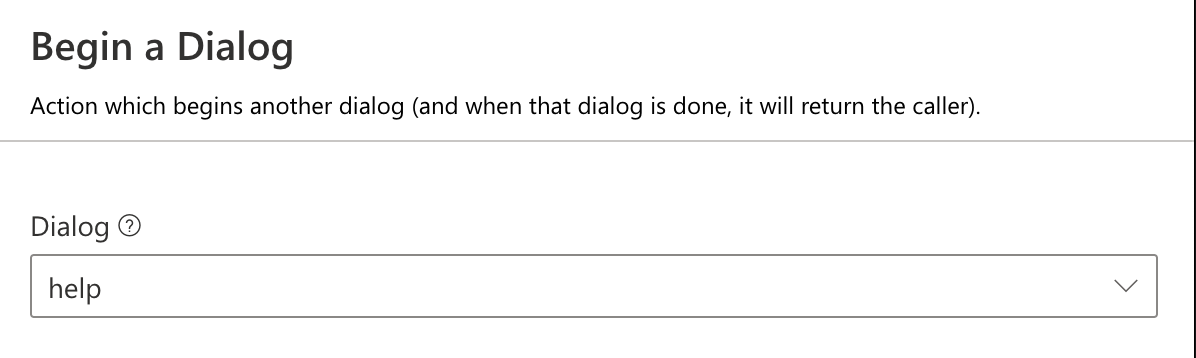 Begin a Dialog
Action which begins another dialog (and when that dialog is done, it will return the caller).
Dialog ?
help